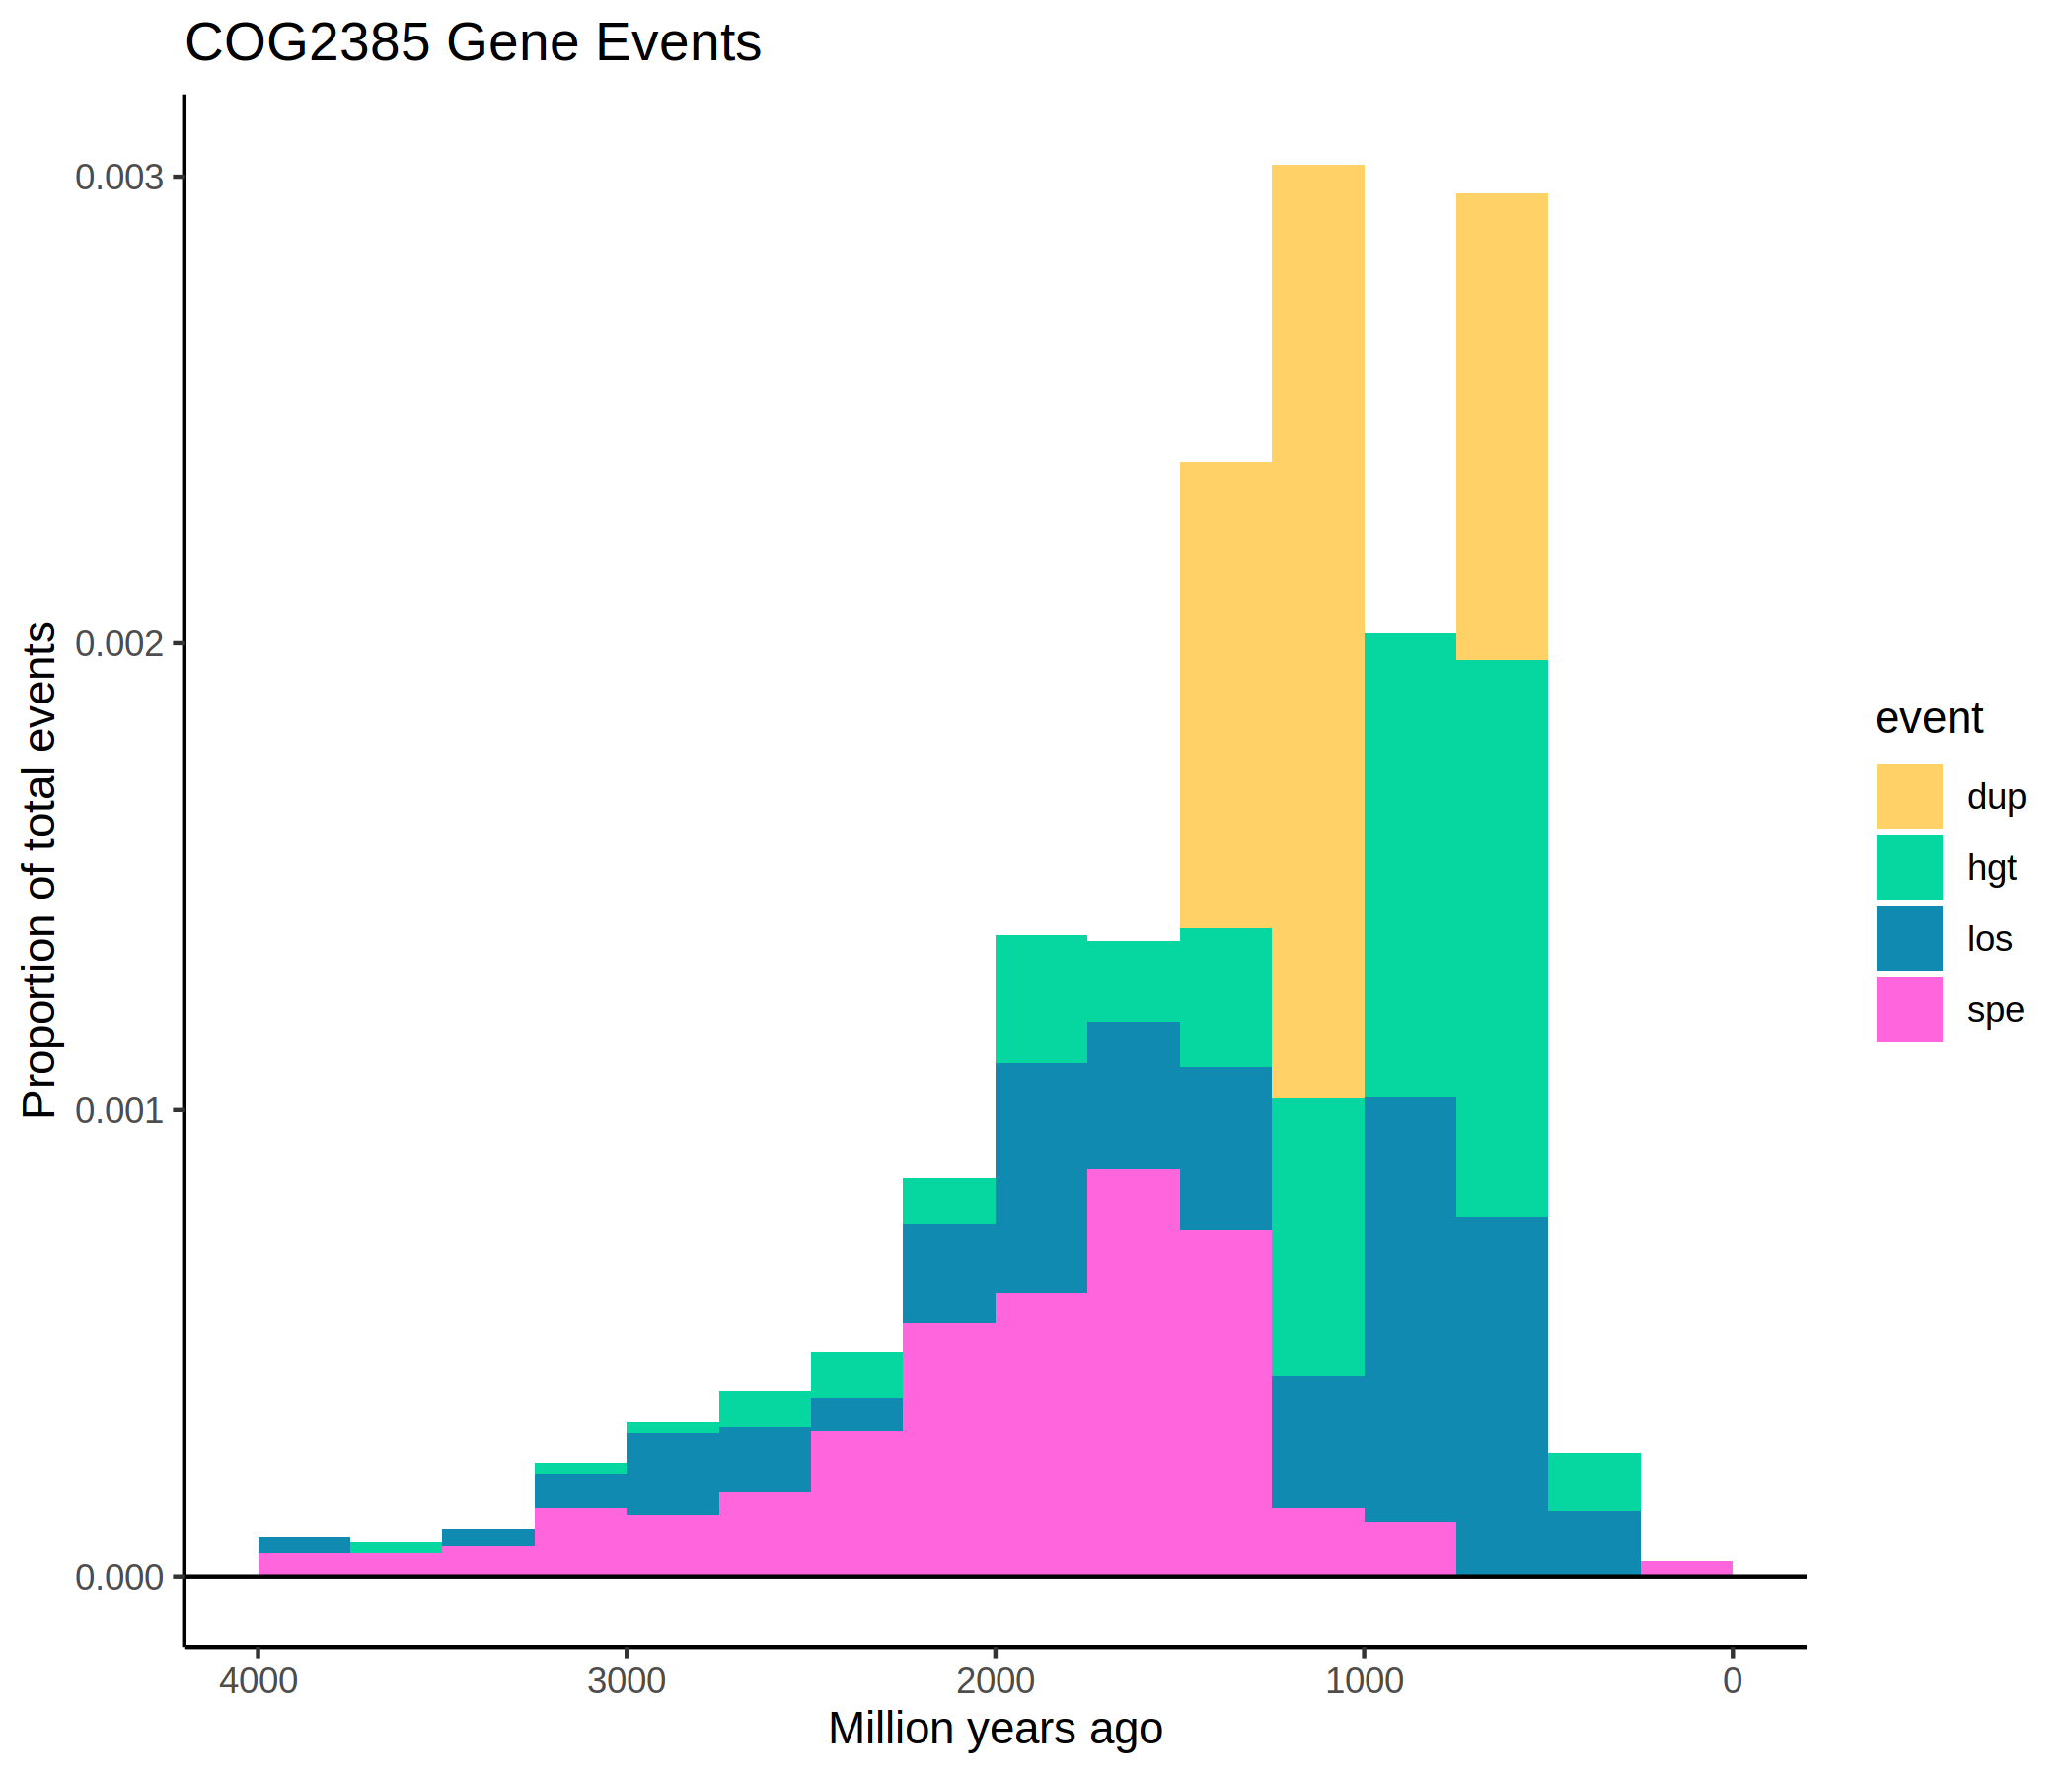 COG2385 Gene Events
Proportion of total events
0.003
0.002
0.001
0.000
4000 3000 2000 1000 0
Million years ago
event
dup
hgt
los
spe